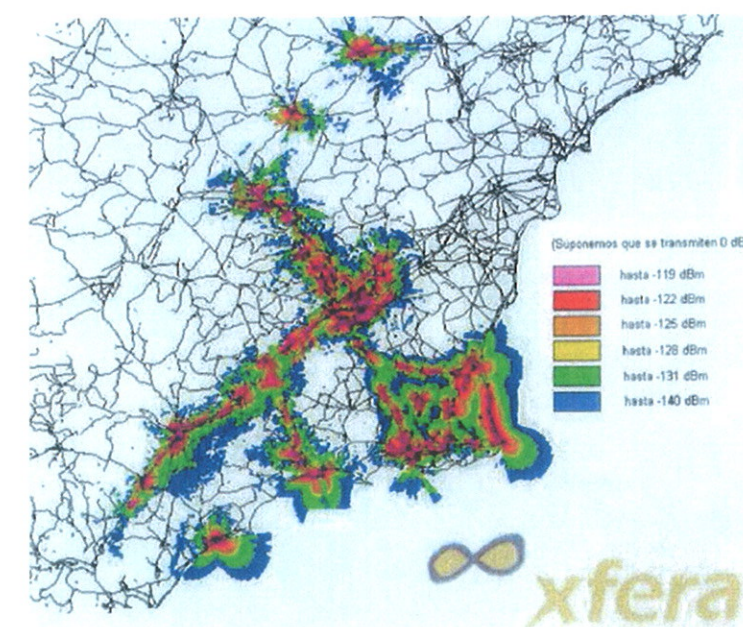 (Suponemos que se transmiten 0 dB
hasta -119 dBm
hasta -122 dBm
hasta -125 dBm
hasta -128 dBm
hasta -131 dBm
hasta -140 dBm
xfera